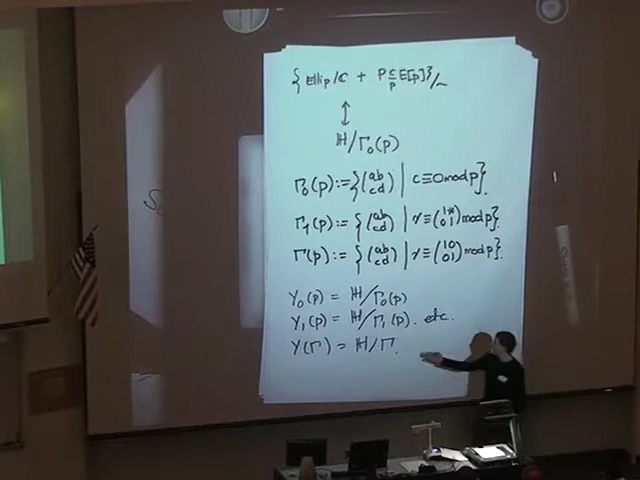 { Ellip/ℂ + P ⊆ E[p]}/~
p
↕
ℍ/Γ₀(p)
Γ₀(p) := {(ab cd) | c≡0 mod p}.
Γ₁(p) := {(ab cd) | γ≡(1* 01) mod p}.
Γ(p) := {(ab cd) | γ≡(10 01) mod p}.
Y₀(p) = ℍ/Γ₀(p)
Y₁(p) = ℍ/Γ₁(p). etc.
Y(Γ) = ℍ/Γ.